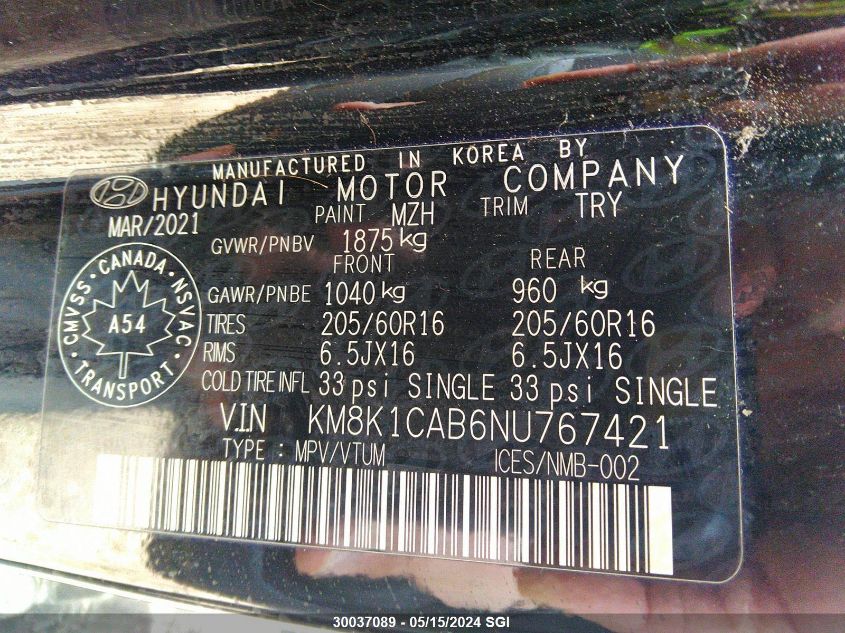 MANUFACTURED IN KOREA BY
HYUNDAI MOTOR COMPANY
MAR/2021 PAINT MZH TRIM TRY
GVWR/PNBV 1875 kg
FRONT REAR
GAWR/PNBE 1040 kg 960 kg
TIRES 205/60R16 205/60R16
RIMS 6.5JX16 6.5JX16
COLD TIRE INFL 33 psi SINGLE 33 psi SINGLE
V.I.N KM8K1CAB6NU767421
TYPE : MPV/VTUM ICES/NMB-002
CMVSS · CANADA · NSVAC
A54
· TRANSPORT ·
30037089 - 05/15/2024 SGI